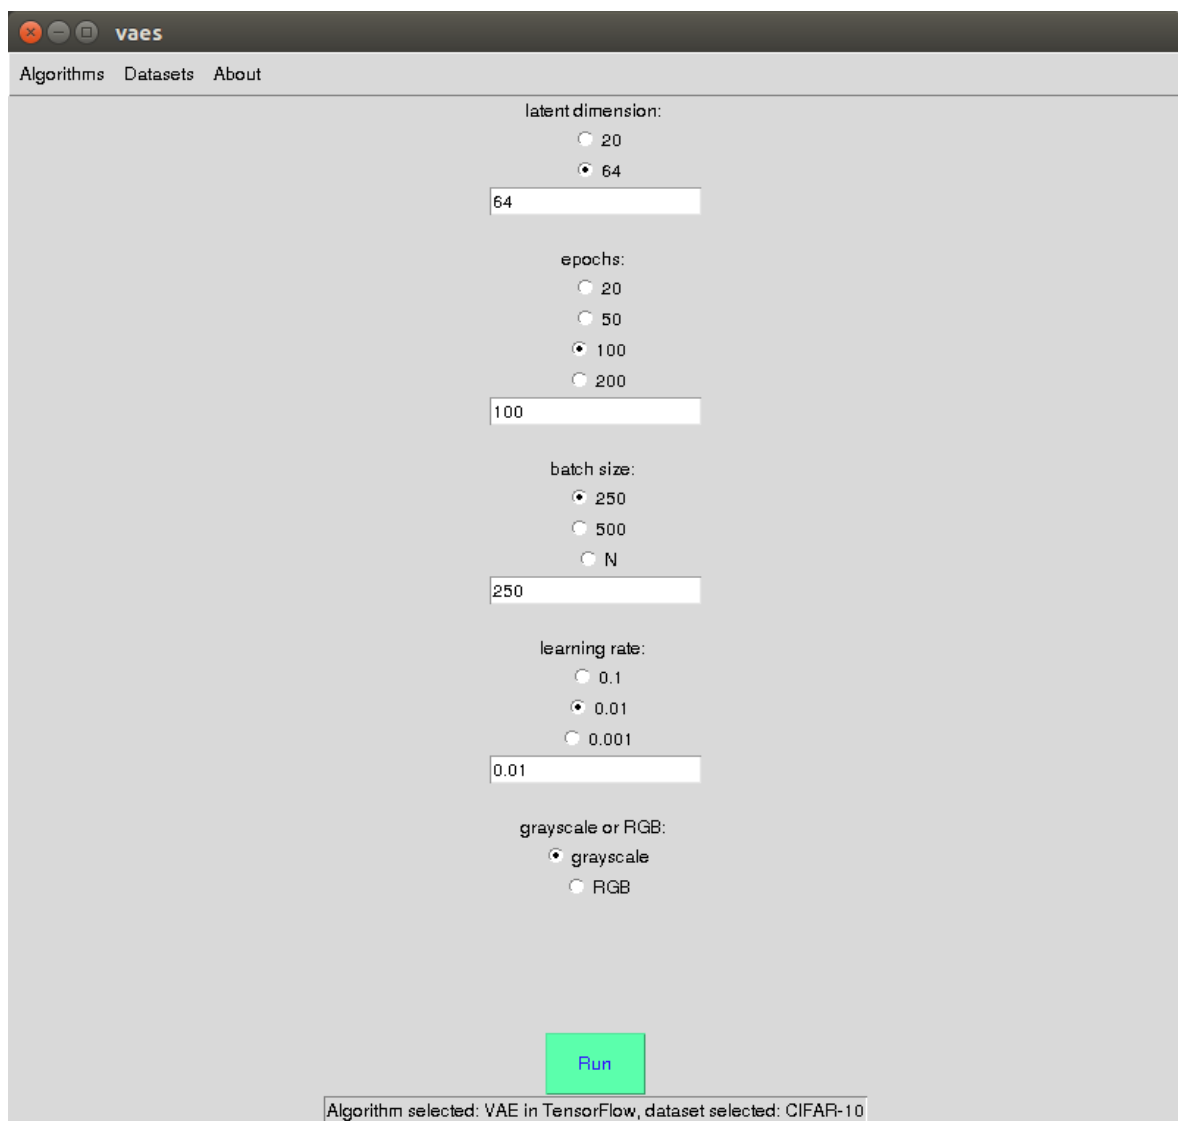 vaes
Algorithms Datasets About
latent dimension:
20
64
64
epochs:
20
50
100
200
100
batch size:
250
500
N
250
learning rate:
0.1
0.01
0.001
0.01
grayscale or RGB:
grayscale
RGB
Run
Algorithm selected: VAE in TensorFlow, dataset selected: CIFAR-10